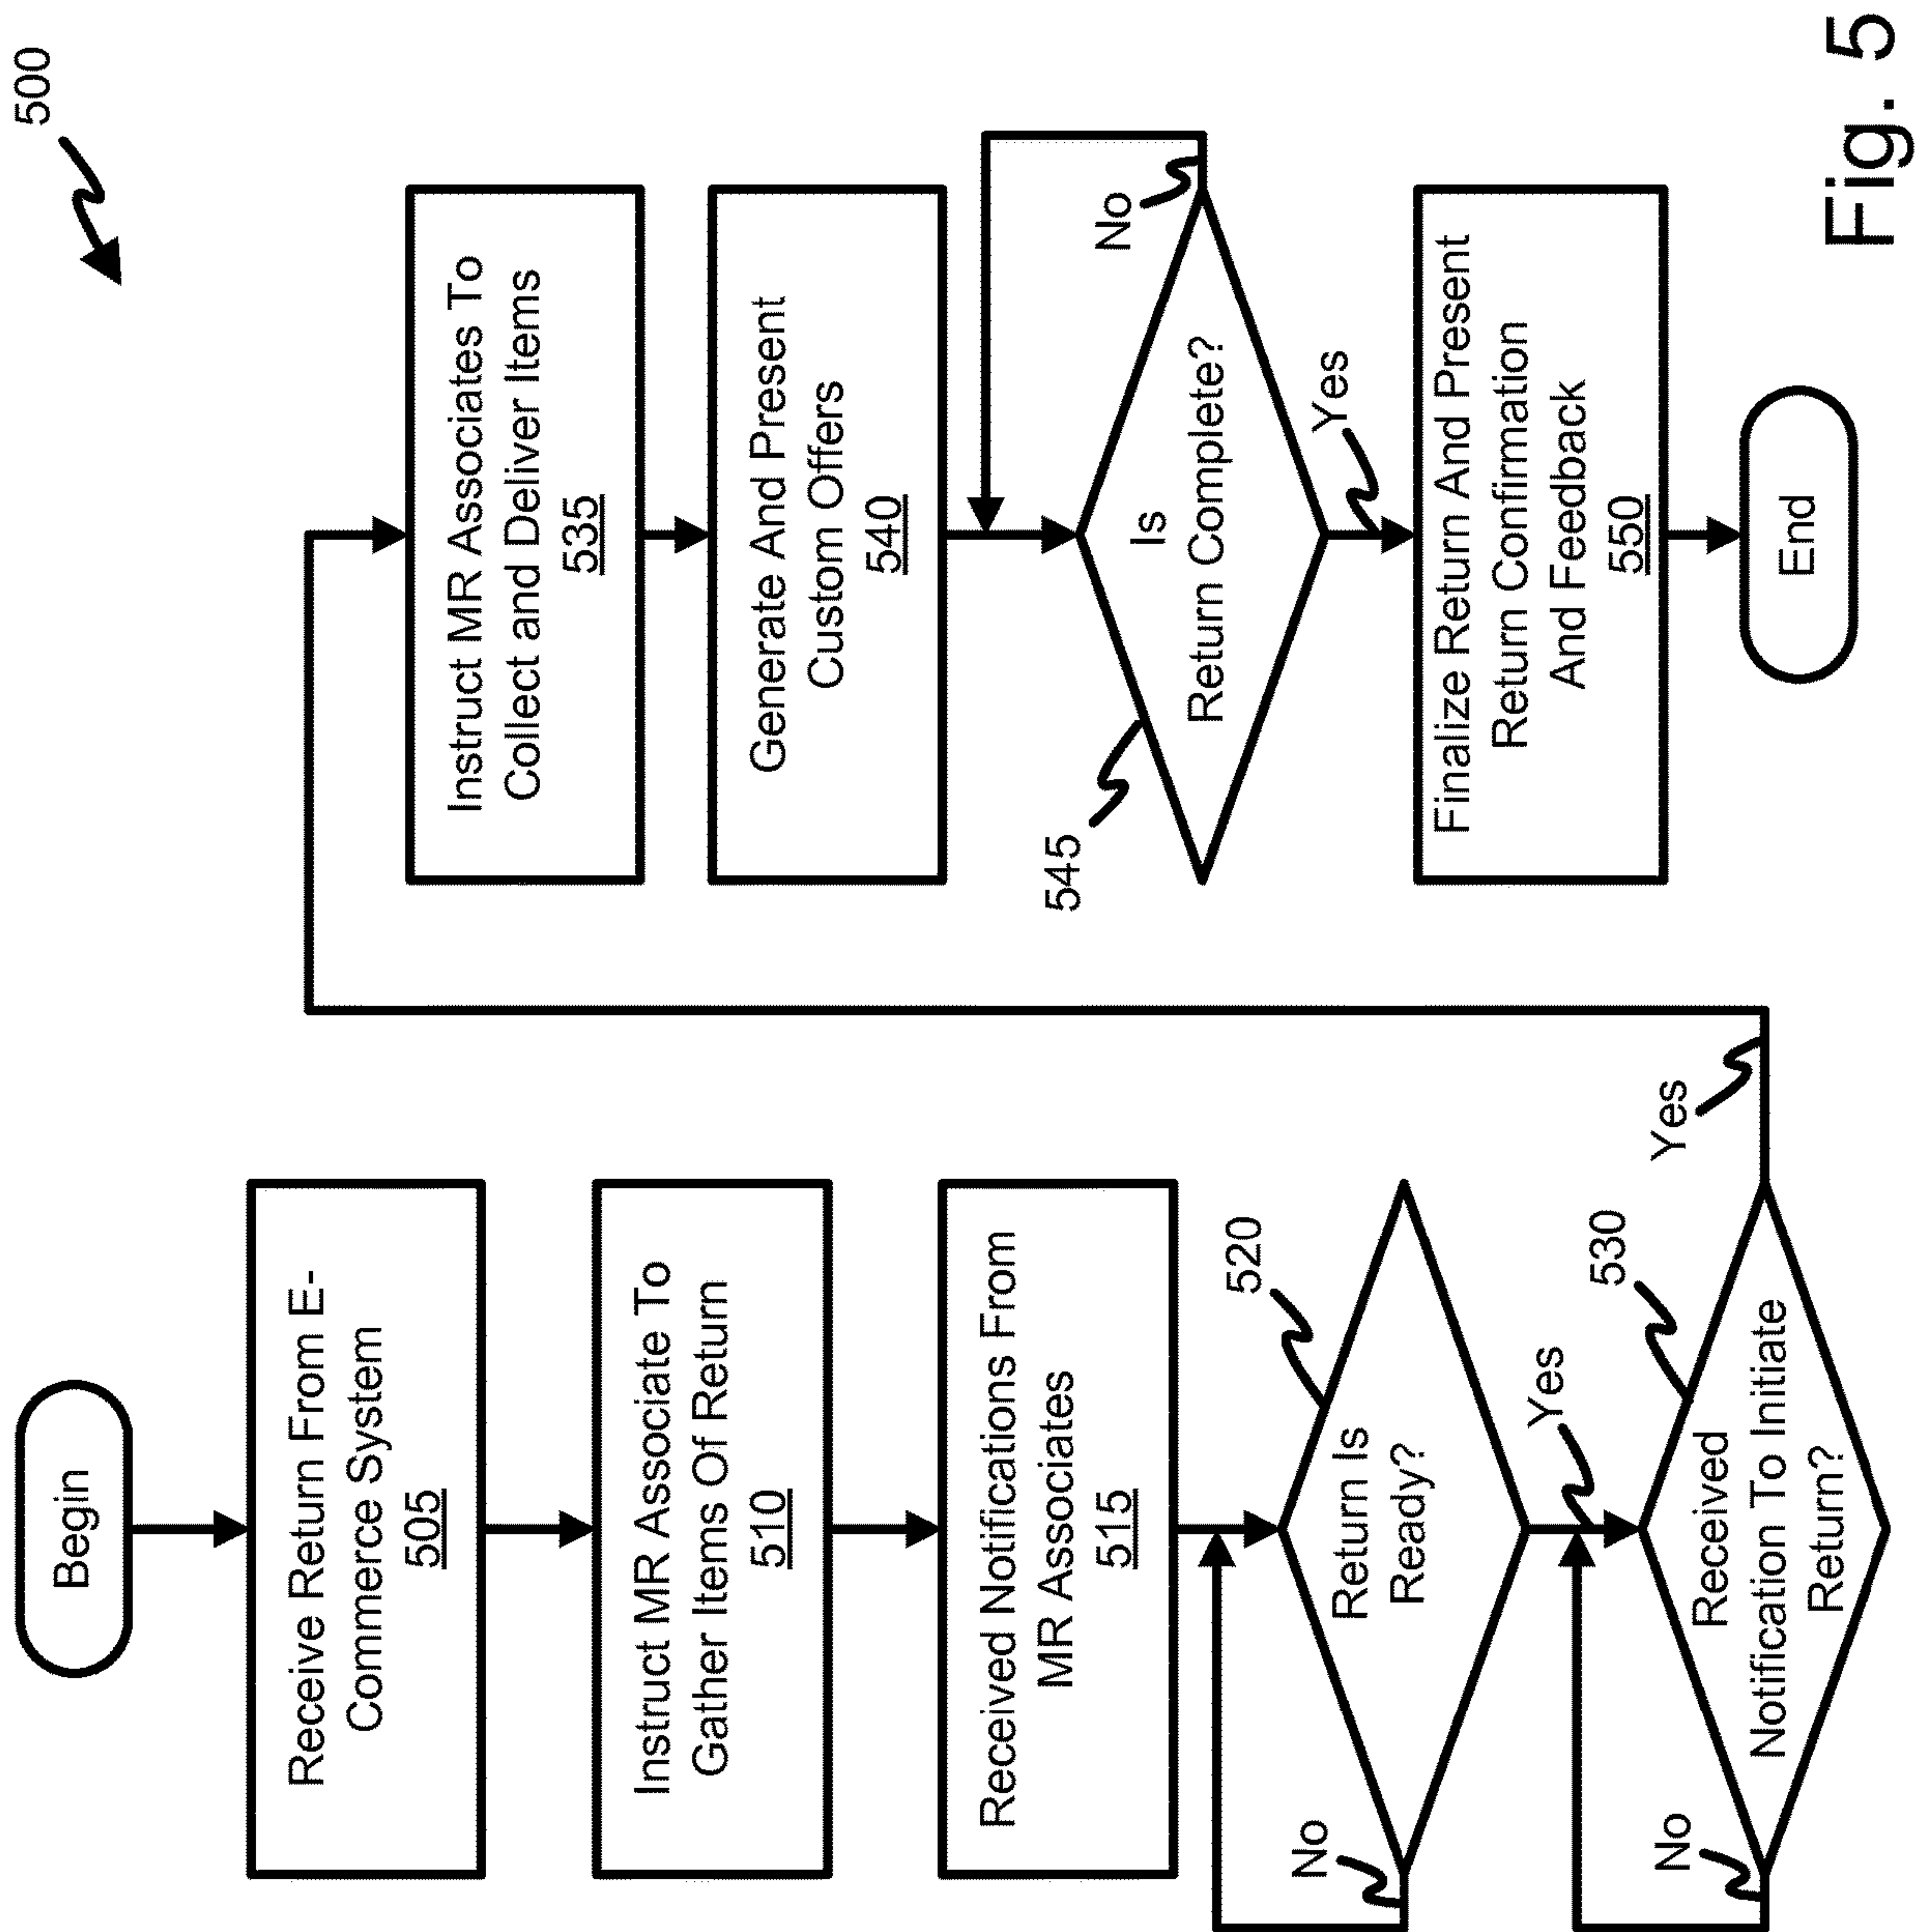 500
Begin
Receive Return From E-
Commerce System
505
Instruct MR Associate To
Gather Items Of Return
510
Received Notifications From
MR Associates
515
520
Return Is
Ready?
No
Yes
530
Received
Notification To Initiate
Return?
No
Yes
Instruct MR Associates To
Collect and Deliver Items
535
Generate And Present
Custom Offers
540
545
Is
Return Complete?
No
Yes
Finalize Return And Present
Return Confirmation
And Feedback
550
End
Fig. 5